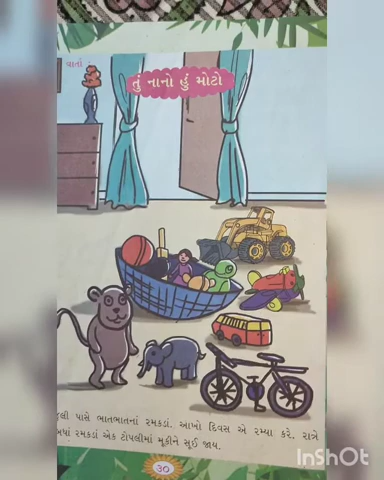 વાર્તા
તું નાનો હું મોટો
પાસે ભાતભાતનાં રમકડાં. આખો દિવસ એ રમ્યા કરે. રાત્રે
રમકડાં એક ટોપલીમાં મૂકીને સૂઈ જાય.
30
InShOt